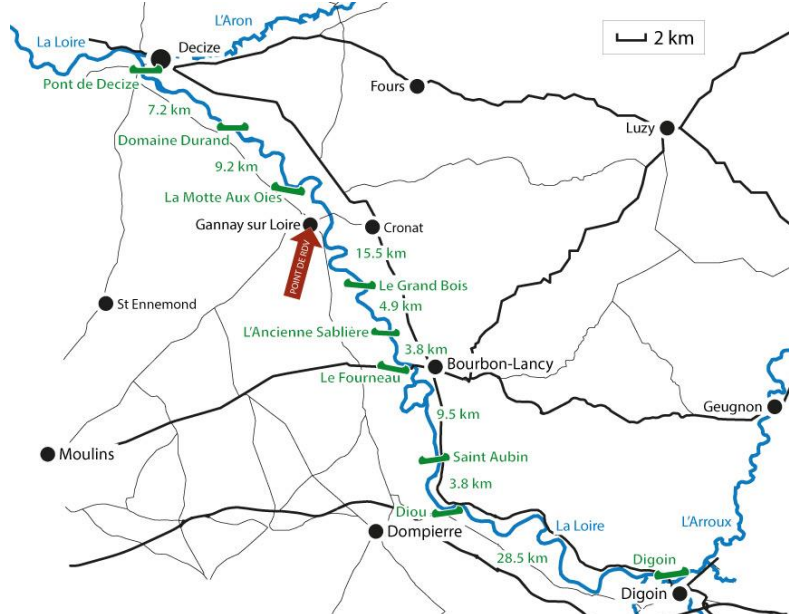 L'Aron
La Loire
Decize
2 km
Pont de Decize
Fours
7.2 km
Luzy
Domaine Durand
9.2 km
La Motte Aux Oies
Gannay sur Loire
Cronat
POINT DE RDV
15.5 km
Le Grand Bois
4.9 km
St Ennemond
L'Ancienne Sablière
3.8 km
Bourbon-Lancy
Le Fourneau
Geugnon
9.5 km
Moulins
Saint Aubin
3.8 km
Diou
La Loire
L'Arroux
Dompierre
28.5 km
Digoin
Digoin